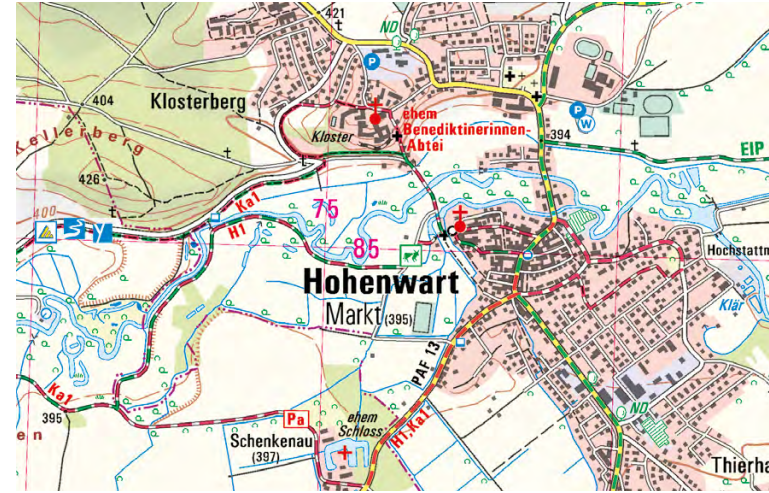 421
ND
P
404
Klosterberg
ehem
Benediktinerinnen-
Abtei
Kloster
P
W
394
EIP
Kellerberg
426
400
Ka1
H1
75
85
Hohenwart
Markt (395)
Hochstattm
Klär
PAF 13
Ka1
395
en
Pa
ehem
Schloss
H1,Ka1
Schenkenau
(397)
ND
Thierha